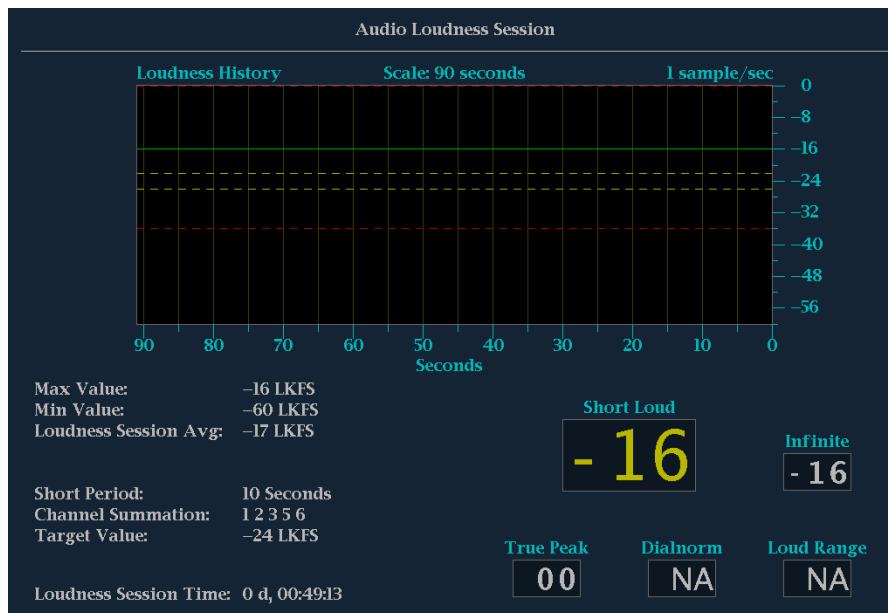 Audio Loudness Session
Loudness History Scale: 90 seconds 1 sample/sec
0
−8
−16
−24
−32
−40
−48
−56
90 80 70 60 50 40 30 20 10 0
Seconds
Max Value: −16 LKFS
Min Value: −60 LKFS
Loudness Session Avg: −17 LKFS
Short Loud
-16
Infinite
-16
Short Period: 10 Seconds
Channel Summation: 1 2 3 5 6
Target Value: −24 LKFS
True Peak Dialnorm Loud Range
00 NA NA
Loudness Session Time: 0 d, 00:49:13